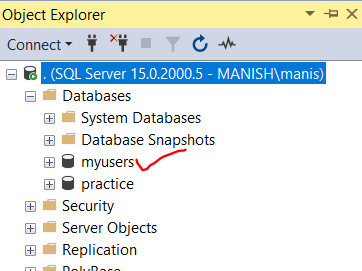 Object Explorer
Connect
. (SQL Server 15.0.2000.5 - MANISH\manis)
Databases
System Databases
Database Snapshots
myusers
practice
Security
Server Objects
Replication
PolyBase